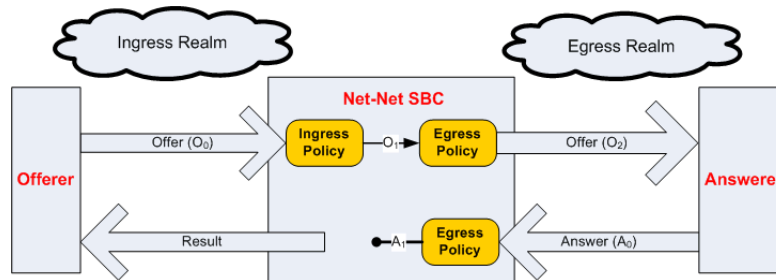 Ingress Realm
Egress Realm
Net-Net SBC
Offerer
Offer (O0)
Ingress
Policy
O1
Egress
Policy
Offer (O2)
Answere
Result
A1
Egress
Policy
Answer (A0)